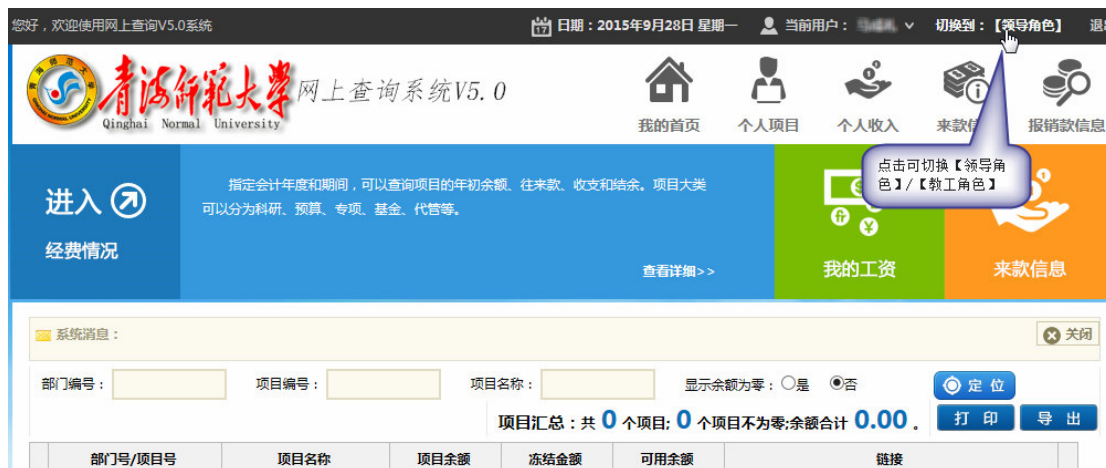 您好，欢迎使用网上查询V5.0系统
17 日期：2015年9月28日 星期一 当前用户： 切换到：【领导角色】
青海师范大学 网上查询系统V5.0
Qinghai Normal University
我的首页 个人项目 个人收入 来款信 报销款信息
点击可切换【领导角
色】/【教工角色】
进入
经费情况
指定会计年度和期间，可以查询项目的年初余额、往来款、收支和结余。项目大类
可以分为科研、预算、专项、基金、代管等。
查看详细>>
我的工资
来款信息
系统消息： 关闭
部门编号： 项目编号： 项目名称： 显示余额为零： 是 否 定 位
项目汇总：共 0 个项目; 0 个项目不为零;余额合计 0.00 。 打 印 导 出
部门号/项目号 项目名称 项目余额 冻结金额 可用余额 链接